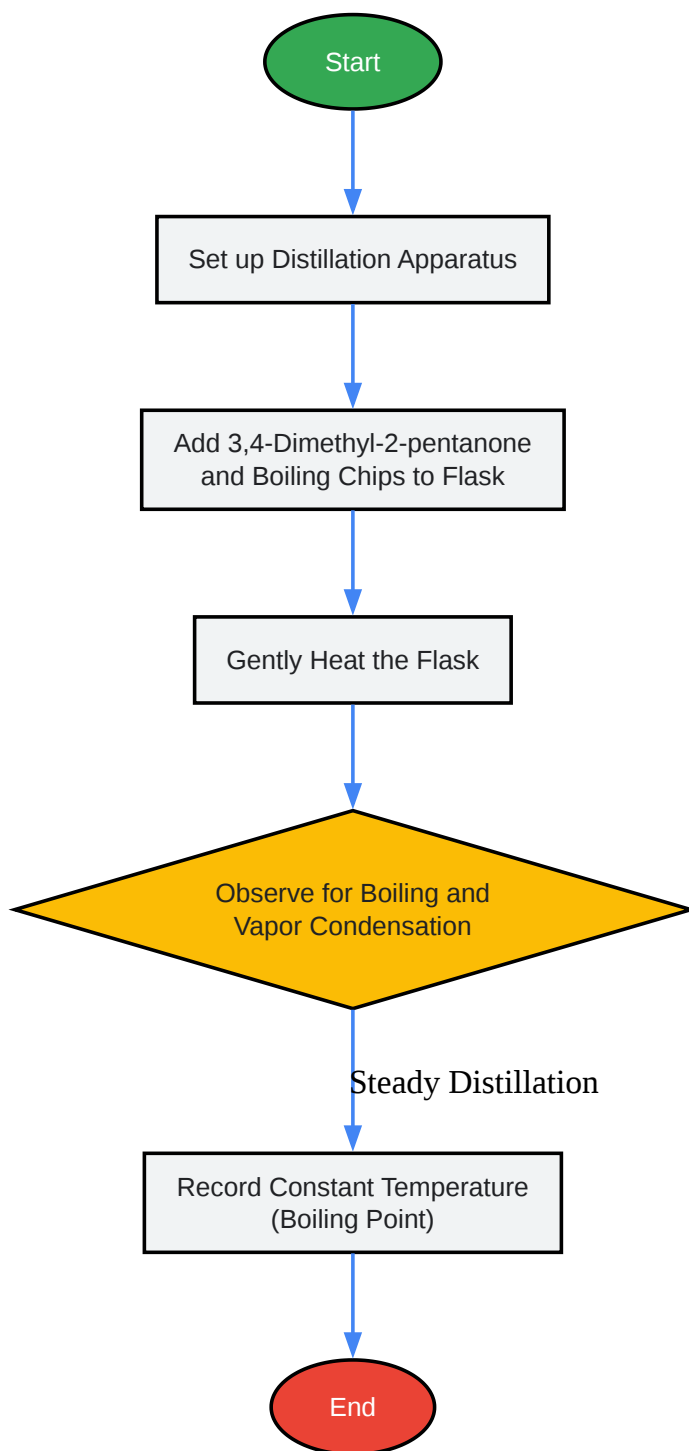 Start
Set up Distillation Apparatus
Add 3,4-Dimethyl-2-pentanone
and Boiling Chips to Flask
Gently Heat the Flask
Observe for Boiling and
Vapor Condensation
Steady Distillation
Record Constant Temperature
(Boiling Point)
End